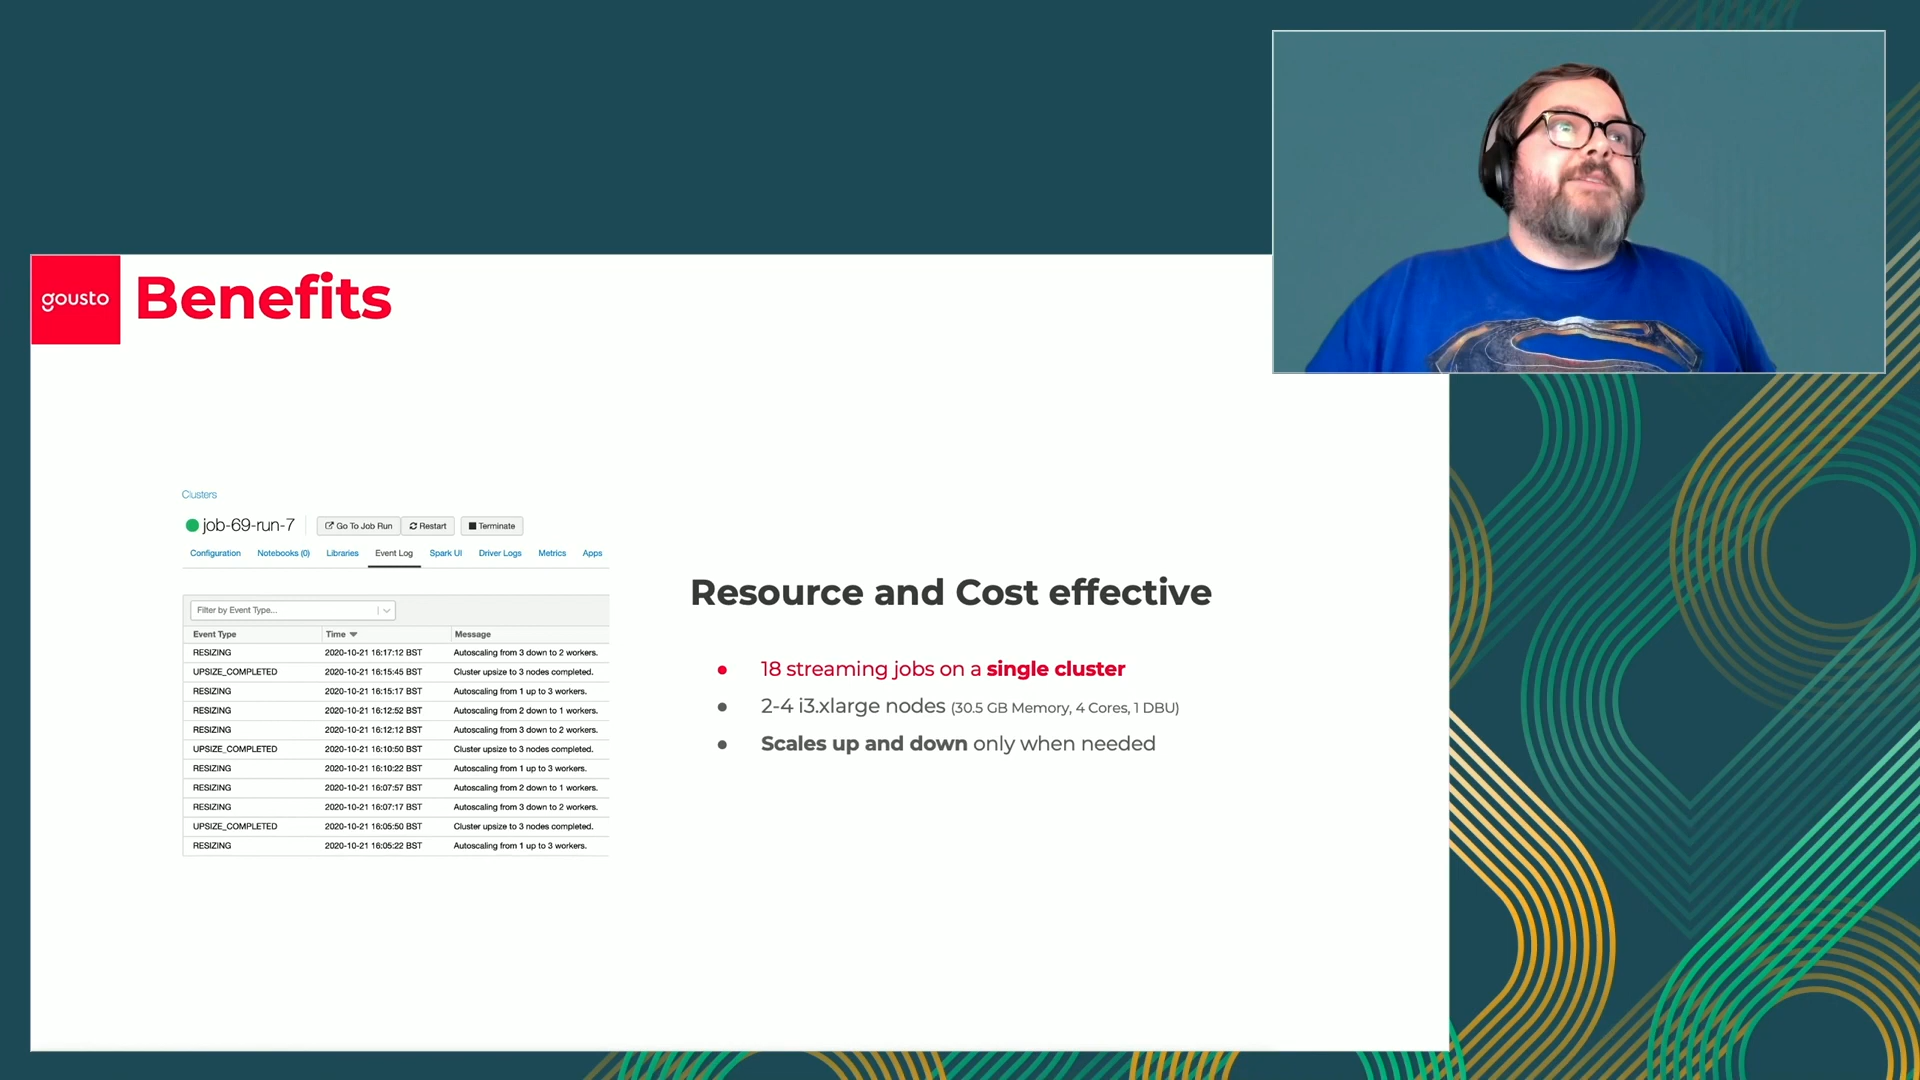 gousto
Benefits
Clusters
job-69-run-7
Go To Job Run
Restart
Terminate
Configuration
Notebooks (0)
Libraries
Event Log
Spark UI
Driver Logs
Metrics
Apps
Filter by Event Type...
Event Type Time Message
RESIZING 2020-10-21 16:17:12 BST Autoscaling from 3 down to 2 workers.
UPSIZE_COMPLETED 2020-10-21 16:15:45 BST Cluster upsize to 3 nodes completed.
RESIZING 2020-10-21 16:15:17 BST Autoscaling from 1 up to 3 workers.
RESIZING 2020-10-21 16:12:52 BST Autoscaling from 2 down to 1 workers.
RESIZING 2020-10-21 16:12:12 BST Autoscaling from 3 down to 2 workers.
UPSIZE_COMPLETED 2020-10-21 16:10:50 BST Cluster upsize to 3 nodes completed.
RESIZING 2020-10-21 16:10:22 BST Autoscaling from 1 up to 3 workers.
RESIZING 2020-10-21 16:07:57 BST Autoscaling from 2 down to 1 workers.
RESIZING 2020-10-21 16:07:17 BST Autoscaling from 3 down to 2 workers.
UPSIZE_COMPLETED 2020-10-21 16:05:50 BST Cluster upsize to 3 nodes completed.
RESIZING 2020-10-21 16:05:22 BST Autoscaling from 1 up to 3 workers.
Resource and Cost effective
● 18 streaming jobs on a single cluster
● 2-4 i3.xlarge nodes (30.5 GB Memory, 4 Cores, 1 DBU)
● Scales up and down only when needed